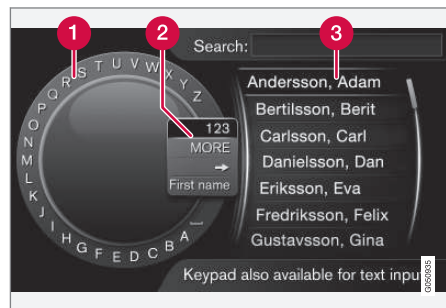 1
2
3
Search:
A B C D E F G H I J K L M N O P Q R S T U V W X Y Z
123
MORE
First name
Andersson, Adam
Bertilsson, Berit
Carlsson, Carl
Danielsson, Dan
Eriksson, Eva
Fredriksson, Felix
Gustavsson, Gina
Keypad also available for text input
G050935